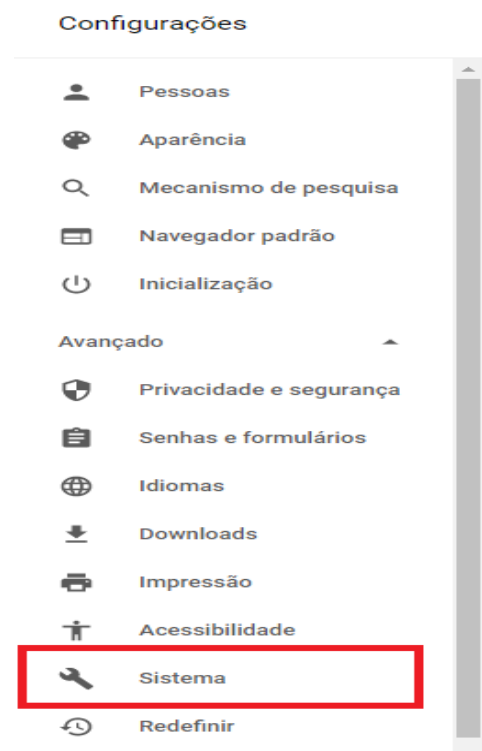 Configurações
Pessoas
Aparência
Mecanismo de pesquisa
Navegador padrão
Inicialização
Avançado
Privacidade e segurança
Senhas e formulários
Idiomas
Downloads
Impressão
Acessibilidade
Sistema
Redefinir